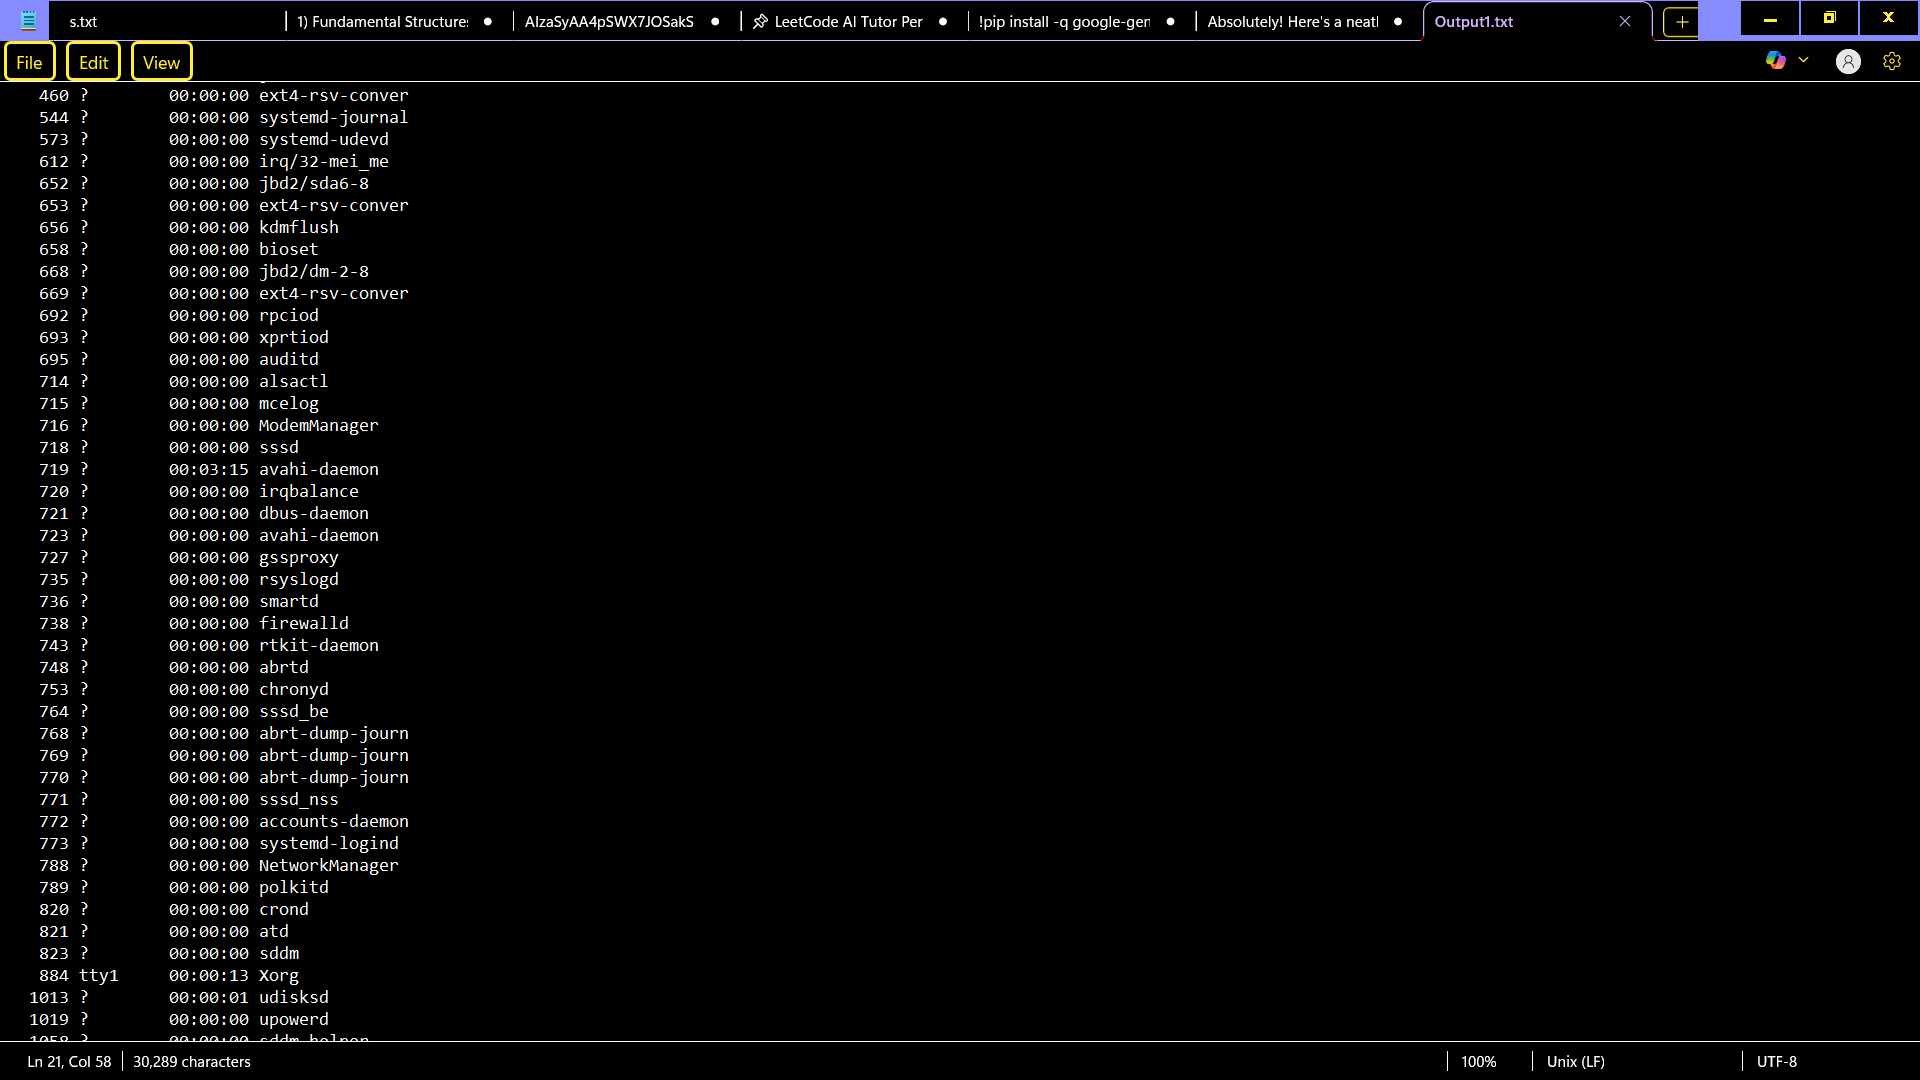 s.txt
1) Fundamental Structure:
AIzaSyAA4pSWX7JOSakS
LeetCode AI Tutor Per
!pip install -q google-gen
Absolutely! Here's a neatl
Output1.txt
File
Edit
View
460 ? 00:00:00 ext4-rsv-conver
544 ? 00:00:00 systemd-journal
573 ? 00:00:00 systemd-udevd
612 ? 00:00:00 irq/32-mei_me
652 ? 00:00:00 jbd2/sda6-8
653 ? 00:00:00 ext4-rsv-conver
656 ? 00:00:00 kdmflush
658 ? 00:00:00 bioset
668 ? 00:00:00 jbd2/dm-2-8
669 ? 00:00:00 ext4-rsv-conver
692 ? 00:00:00 rpciod
693 ? 00:00:00 xprtiod
695 ? 00:00:00 auditd
714 ? 00:00:00 alsactl
715 ? 00:00:00 mcelog
716 ? 00:00:00 ModemManager
718 ? 00:00:00 sssd
719 ? 00:03:15 avahi-daemon
720 ? 00:00:00 irqbalance
721 ? 00:00:00 dbus-daemon
723 ? 00:00:00 avahi-daemon
727 ? 00:00:00 gssproxy
735 ? 00:00:00 rsyslogd
736 ? 00:00:00 smartd
738 ? 00:00:00 firewalld
743 ? 00:00:00 rtkit-daemon
748 ? 00:00:00 abrtd
753 ? 00:00:00 chronyd
764 ? 00:00:00 sssd_be
768 ? 00:00:00 abrt-dump-journ
769 ? 00:00:00 abrt-dump-journ
770 ? 00:00:00 abrt-dump-journ
771 ? 00:00:00 sssd_nss
772 ? 00:00:00 accounts-daemon
773 ? 00:00:00 systemd-logind
788 ? 00:00:00 NetworkManager
789 ? 00:00:00 polkitd
820 ? 00:00:00 crond
821 ? 00:00:00 atd
823 ? 00:00:00 sddm
884 tty1 00:00:13 Xorg
1013 ? 00:00:01 udisksd
1019 ? 00:00:00 upowerd
1058 ? 00:00:00 sddm-helper
Ln 21, Col 58
30,289 characters
100%
Unix (LF)
UTF-8